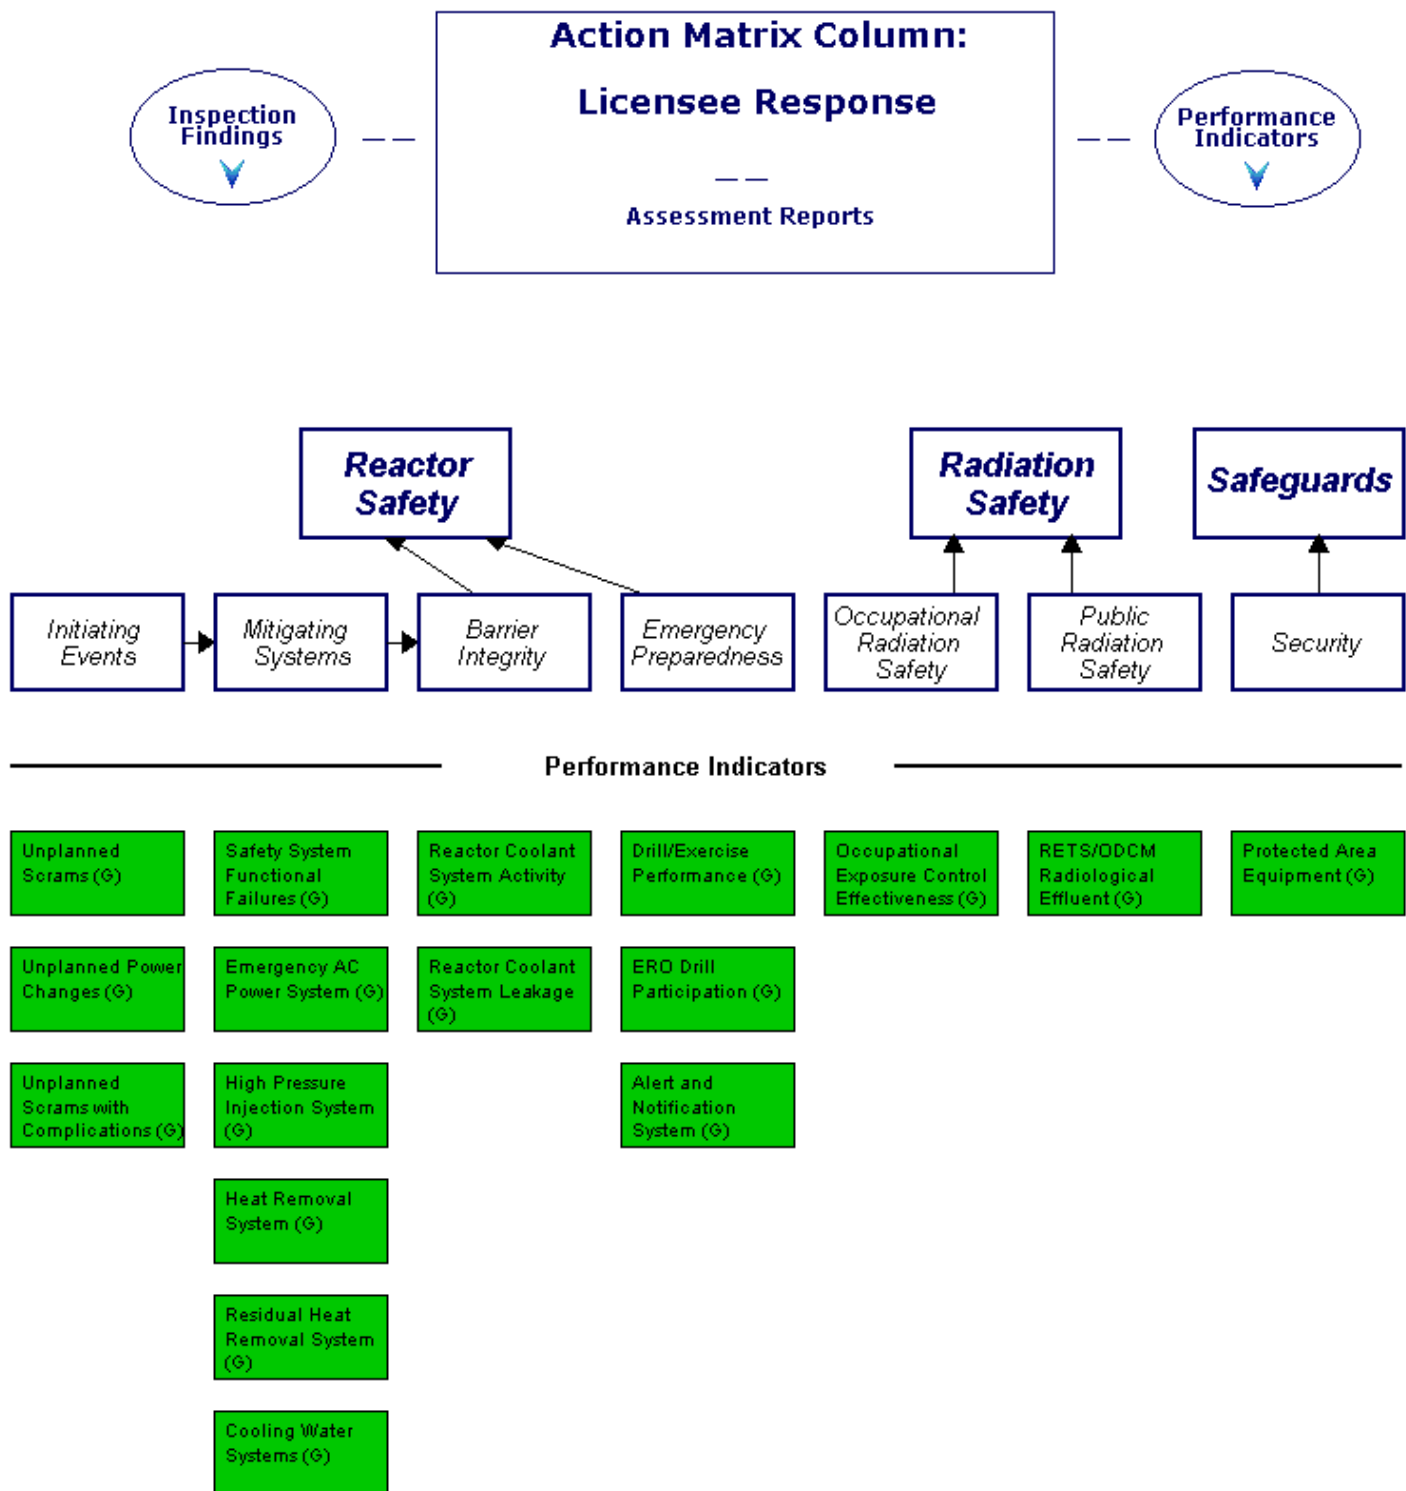 Action Matrix Column:
Licensee Response
Inspection
Findings
Performance
Indicators
Assessment Reports
Reactor
Safety
Radiation
Safety
Safeguards
Initiating
Events
Mitigating
Systems
Barrier
Integrity
Emergency
Preparedness
Occupational
Radiation
Safety
Public
Radiation
Safety
Security
Performance Indicators
Unplanned
Scrams (G)
Safety System
Functional
Failures (G)
Reactor Coolant
System Activity
(G)
Drill/Exercise
Performance (G)
Occupational
Exposure Control
Effectiveness (G)
RETS/ODCM
Radiological
Effluent (G)
Protected Area
Equipment (G)
Unplanned Power
Changes (G)
Emergency AC
Power System (G)
Reactor Coolant
System Leakage
(G)
ERO Drill
Participation (G)
Unplanned
Scrams with
Complications (G)
High Pressure
Injection System
(G)
Alert and
Notification
System (G)
Heat Removal
System (G)
Residual Heat
Removal System
(G)
Cooling Water
Systems (G)